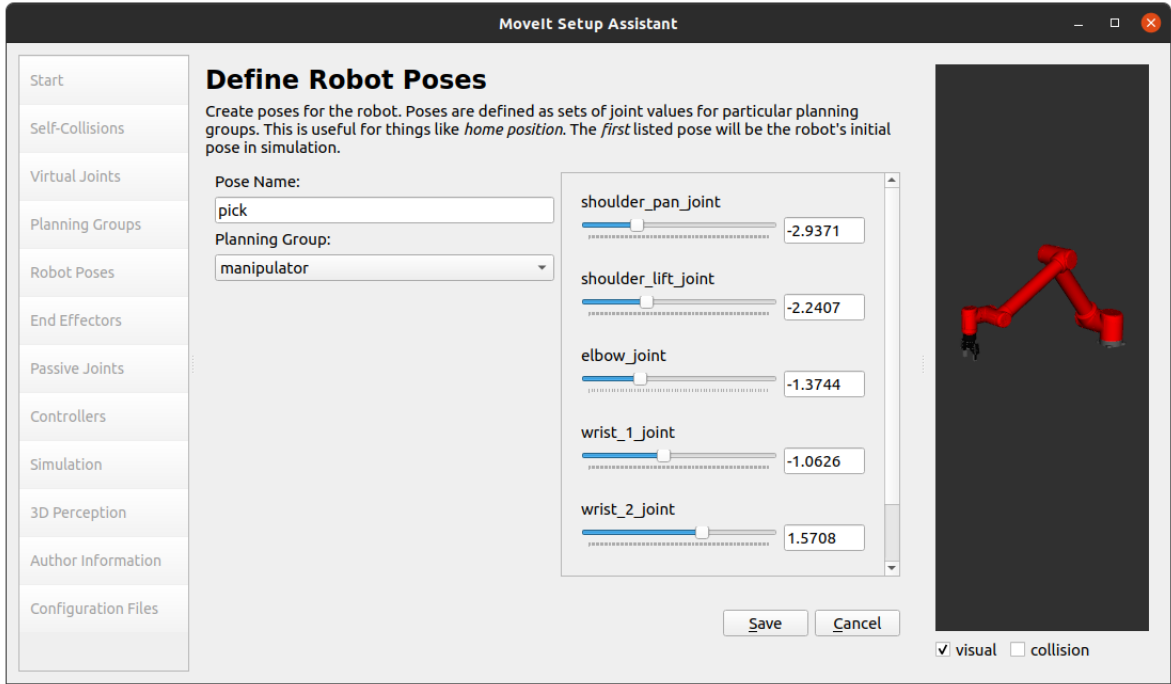 MoveIt Setup Assistant
Start
Self-Collisions
Virtual Joints
Planning Groups
Robot Poses
End Effectors
Passive Joints
Controllers
Simulation
3D Perception
Author Information
Configuration Files
Define Robot Poses
Create poses for the robot. Poses are defined as sets of joint values for particular planning
groups. This is useful for things like home position. The first listed pose will be the robot's initial
pose in simulation.
Pose Name:
pick
Planning Group:
manipulator
shoulder_pan_joint
-2.9371
shoulder_lift_joint
-2.2407
elbow_joint
-1.3744
wrist_1_joint
-1.0626
wrist_2_joint
1.5708
Save
Cancel
visual
collision